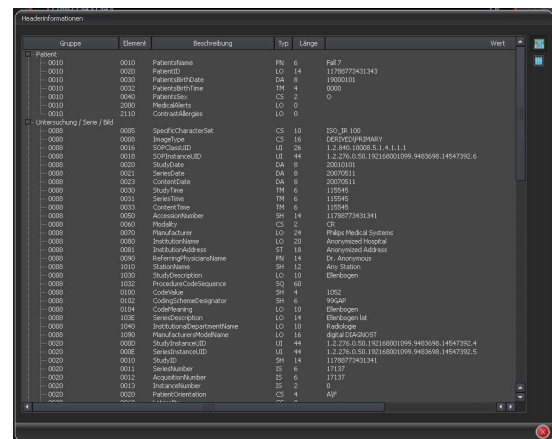 Headerinformationen
Gruppe Element Beschreibung Typ Länge Wert
Patient
0010 0010 PatientsName PN 6 Fall 7
0010 0020 PatientID LO 14 11788773431343
0010 0030 PatientsBirthDate DA 8 19000101
0010 0032 PatientsBirthTime TM 4 0000
0010 0040 PatientsSex CS 2 O
0010 2000 MedicalAlerts LO 0
0010 2110 ContrastAllergies LO 0
Untersuchung / Serie / Bild
0008 0005 SpecificCharacterSet CS 10 ISO_IR 100
0008 0008 ImageType CS 16 DERIVED\PRIMARY
0008 0016 SOPClassUID UI 26 1.2.840.10008.5.1.4.1.1.1
0008 0018 SOPInstanceUID UI 44 1.2.276.0.50.192168001099.9483698.14547392.6
0008 0020 StudyDate DA 8 20010101
0008 0021 SeriesDate DA 8 20070511
0008 0023 ContentDate DA 8 20070511
0008 0030 StudyTime TM 6 115545
0008 0031 SeriesTime TM 6 115545
0008 0033 ContentTime TM 6 115545
0008 0050 AccessionNumber SH 14 11788773431341
0008 0060 Modality CS 2 CR
0008 0070 Manufacturer LO 24 Philips Medical Systems
0008 0080 InstitutionName LO 20 Anonymized Hospital
0008 0081 InstitutionAddress ST 18 Anonymized Address
0008 0090 ReferringPhysiciansName PN 14 Dr. Anonymous
0008 1010 StationName SH 12 Any Station
0008 1030 StudyDescription LO 10 Ellenbogen
0008 1032 ProcedureCodeSequence SQ 60
0008 0100 CodeValue SH 4 1052
0008 0102 CodingSchemeDesignator SH 6 99GAP
0008 0104 CodeMeaning LO 10 Ellenbogen
0008 103E SeriesDescription LO 14 Ellenbogen lat
0008 1040 InstitutionalDepartmentName LO 10 Radiologie
0008 1090 ManufacturersModelName LO 16 digital DIAGNOST
0020 000D StudyInstanceUID UI 44 1.2.276.0.50.192168001099.9483698.14547392.4
0020 000E SeriesInstanceUID UI 44 1.2.276.0.50.192168001099.9483698.14547392.5
0020 0010 StudyID SH 14 11788773431341
0020 0011 SeriesNumber IS 6 17137
0020 0012 AcquisitionNumber IS 6 17137
0020 0013 InstanceNumber IS 2 0
0020 0020 PatientOrientation CS 4 A\F